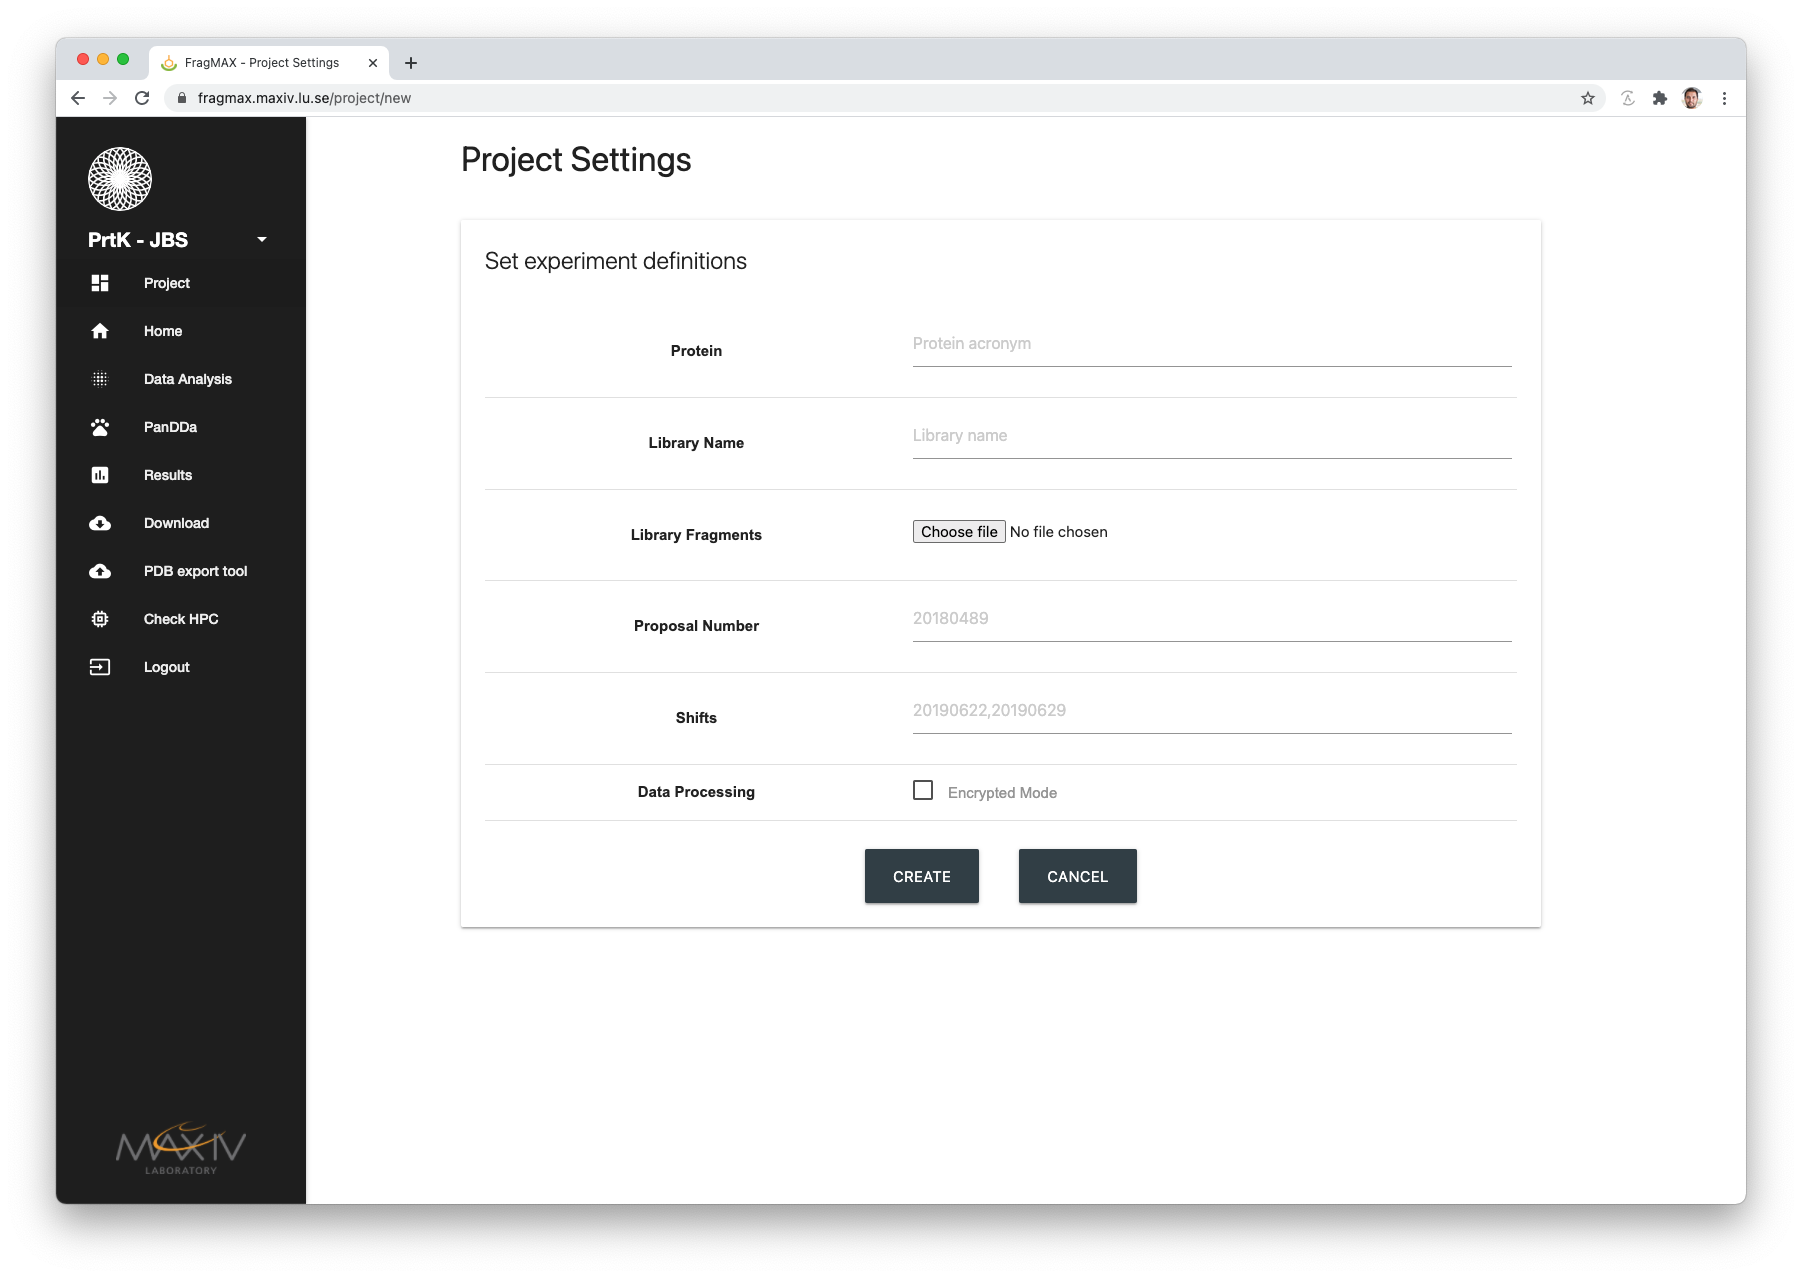 FragMAX - Project Settings
fragmax.maxiv.lu.se/project/new
PrtK - JBS
Project
Home
Data Analysis
PanDDa
Results
Download
PDB export tool
Check HPC
Logout
MAXIV
LABORATORY
Project Settings
Set experiment definitions
Protein
Protein acronym
Library Name
Library name
Library Fragments
Choose file No file chosen
Proposal Number
20180489
Shifts
20190622,20190629
Data Processing
Encrypted Mode
CREATE
CANCEL